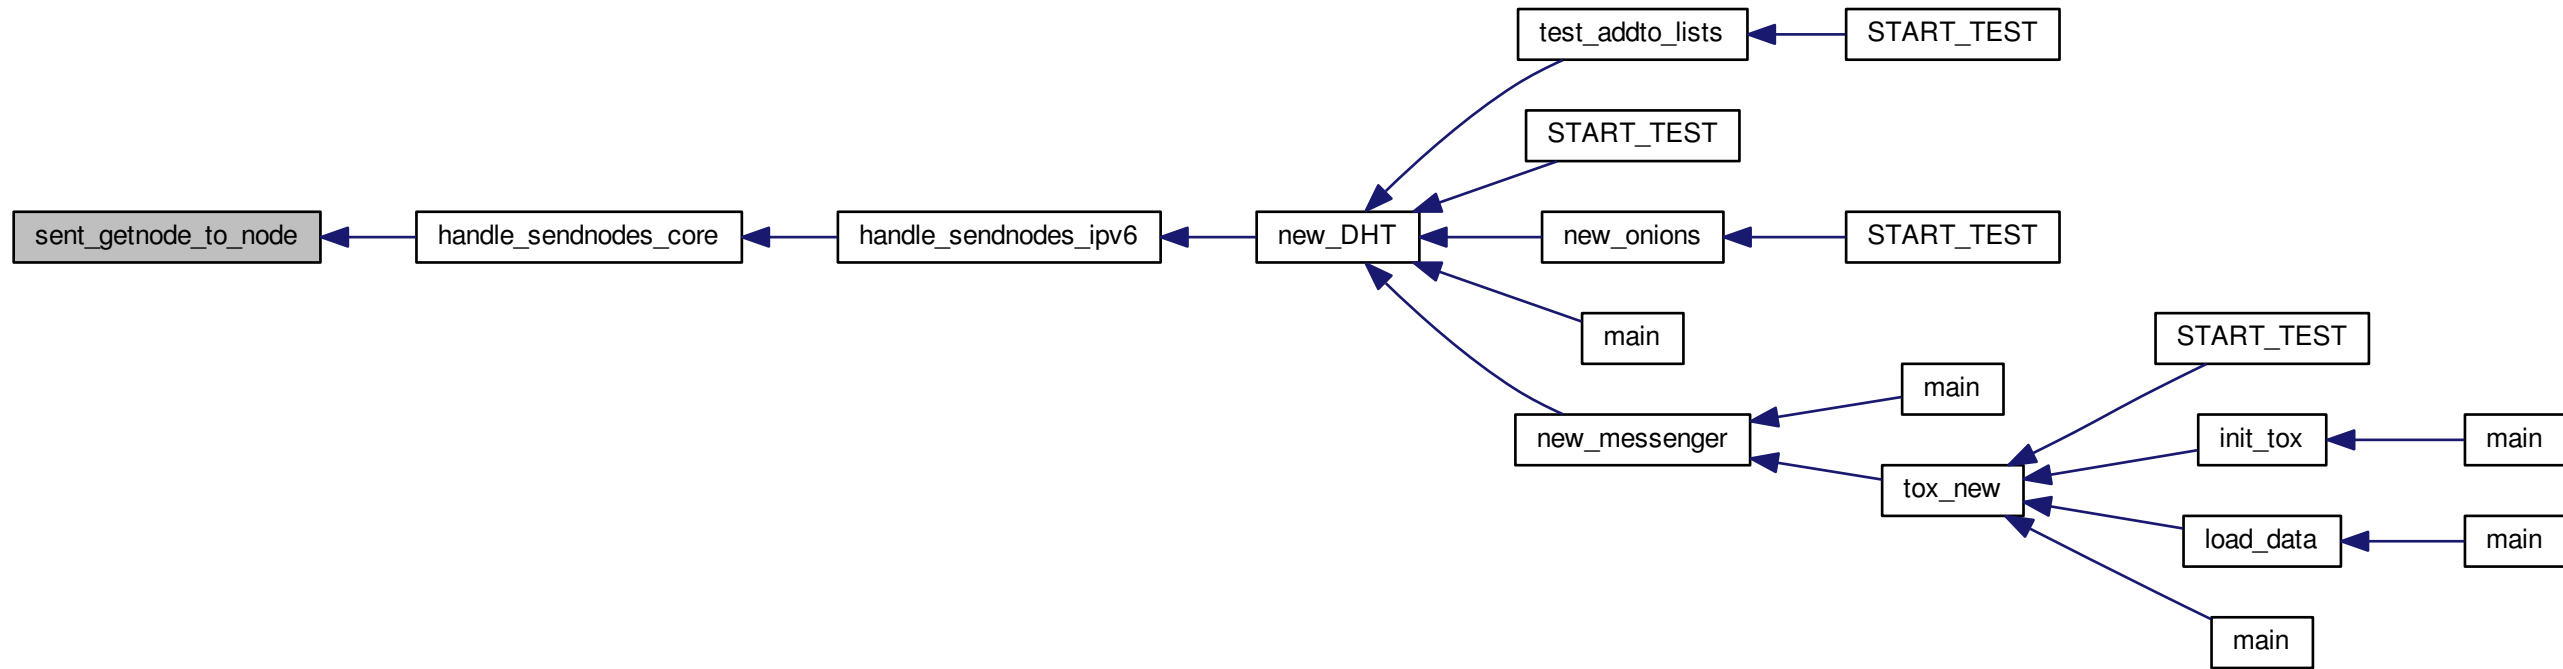 test_addto_lists
START_TEST
START_TEST
sent_getnode_to_node
handle_sendnodes_core
handle_sendnodes_ipv6
new_DHT
new_onions
START_TEST
main
START_TEST
main
new_messenger
init_tox
main
tox_new
load_data
main
main